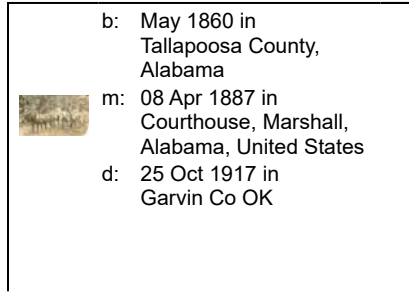 b: May 1860 in
Tallapoosa County,
Alabama
m: 08 Apr 1887 in
Courthouse, Marshall,
Alabama, United States
d: 25 Oct 1917 in
Garvin Co OK